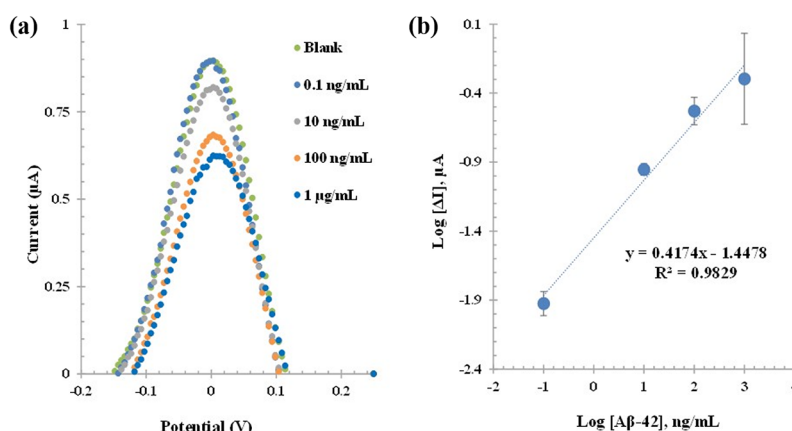 (a)
1
0.75
0.5
0.25
0
-0.2
-0.1
0
0.1
0.2
Current (µA)
Potential (V)
Blank
0.1 ng/mL
10 ng/mL
100 ng/mL
1 µg/mL
(b)
0.1
-0.4
-0.9
-1.4
-1.9
-2.4
-2
-1
0
1
2
3
Log [ΔI], µA
y = 0.4174x - 1.4478
R² = 0.9829
Log [Aβ-42], ng/mL